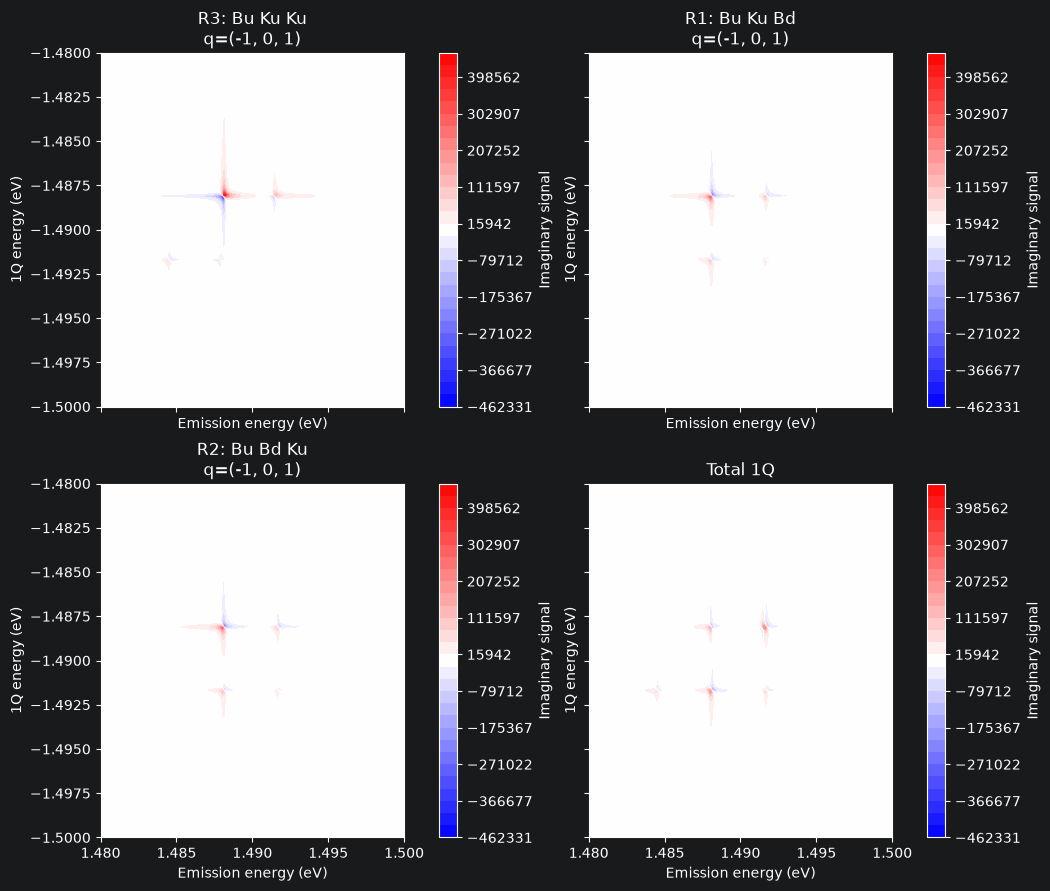 R3: Bu Ku Ku
q=(-1, 0, 1)
−1.4800
−1.4825
−1.4850
−1.4875
−1.4900
−1.4925
−1.4950
−1.4975
−1.5000
1Q energy (eV)
Emission energy (eV)
398562
302907
207252
111597
15942
−79712
−175367
−271022
−366677
−462331
Imaginary signal
R1: Bu Ku Bd
q=(-1, 0, 1)
1Q energy (eV)
Emission energy (eV)
398562
302907
207252
111597
15942
−79712
−175367
−271022
−366677
−462331
Imaginary signal
R2: Bu Bd Ku
q=(-1, 0, 1)
−1.4800
−1.4825
−1.4850
−1.4875
−1.4900
−1.4925
−1.4950
−1.4975
−1.5000
1Q energy (eV)
1.480 1.485 1.490 1.495 1.500
Emission energy (eV)
398562
302907
207252
111597
15942
−79712
−175367
−271022
−366677
−462331
Imaginary signal
Total 1Q
1Q energy (eV)
1.480 1.485 1.490 1.495 1.500
Emission energy (eV)
398562
302907
207252
111597
15942
−79712
−175367
−271022
−366677
−462331
Imaginary signal